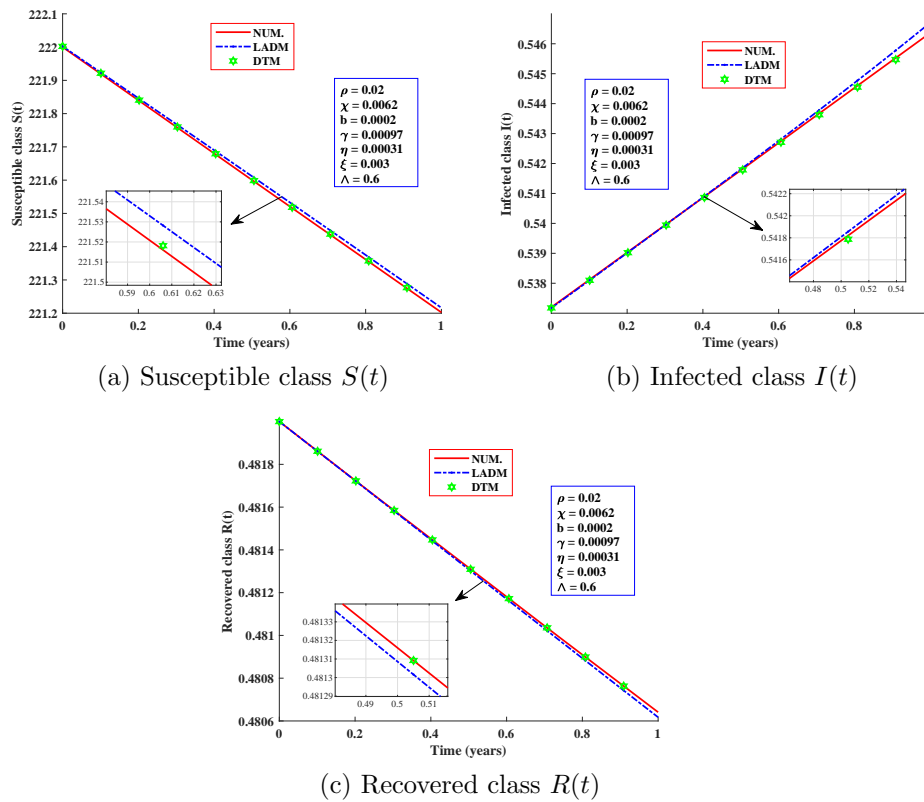 222.1
222
221.9
221.8
221.7
221.6
221.5
221.4
221.3
221.2
Susceptible class S(t)
NUM.
LADM
DTM
ρ = 0.02
χ = 0.0062
b = 0.0002
γ = 0.00097
η = 0.00031
ξ = 0.003
Λ = 0.6
221.54
221.53
221.52
221.51
221.5
0.59 0.6 0.61 0.62 0.63
0 0.2 0.4 0.6 0.8 1
Time (years)
(a) Susceptible class S(t)
0.546
0.545
0.544
0.543
0.542
0.541
0.54
0.539
0.538
Infected class I(t)
NUM.
LADM
DTM
ρ = 0.02
χ = 0.0062
b = 0.0002
γ = 0.00097
η = 0.00031
ξ = 0.003
Λ = 0.6
0.5422
0.542
0.5418
0.5416
0.48 0.5 0.52 0.54
0 0.2 0.4 0.6 0.8
Time (years)
(b) Infected class I(t)
0.4818
0.4816
0.4814
0.4812
0.481
0.4808
0.4806
Recovered class R(t)
NUM.
LADM
DTM
ρ = 0.02
χ = 0.0062
b = 0.0002
γ = 0.00097
η = 0.00031
ξ = 0.003
Λ = 0.6
0.48133
0.48132
0.48131
0.4813
0.48129
0.49 0.5 0.51
0 0.2 0.4 0.6 0.8 1
Time (years)
(c) Recovered class R(t)